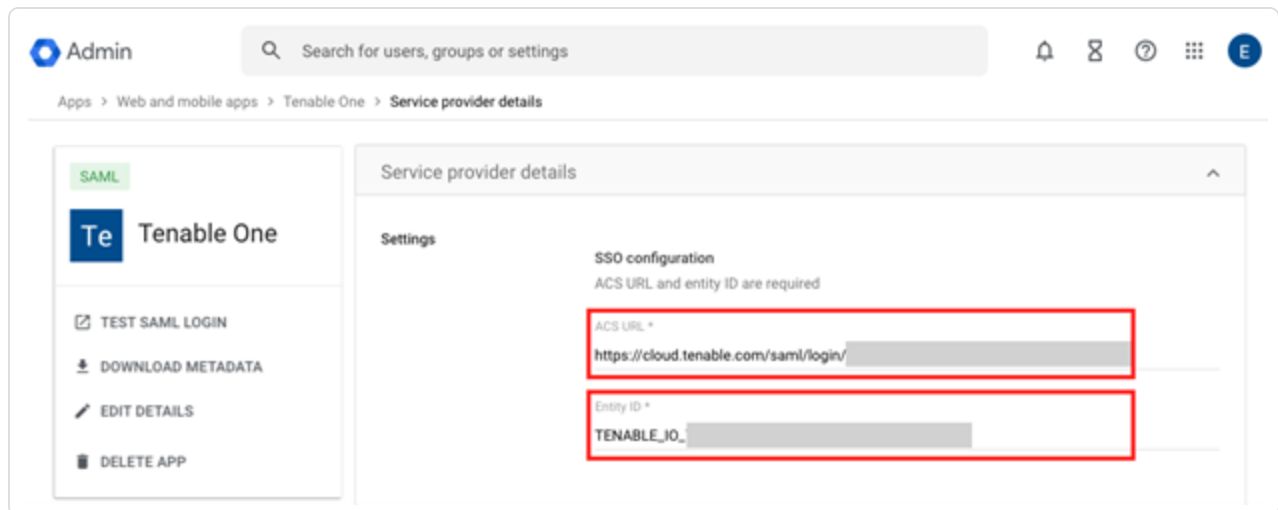 Admin
Search for users, groups or settings
E
Apps > Web and mobile apps > Tenable One > Service provider details
SAML
Te Tenable One
TEST SAML LOGIN
DOWNLOAD METADATA
EDIT DETAILS
DELETE APP
Service provider details
Settings
SSO configuration
ACS URL and entity ID are required
ACS URL *
https://cloud.tenable.com/saml/login/
Entity ID *
TENABLE_IO_